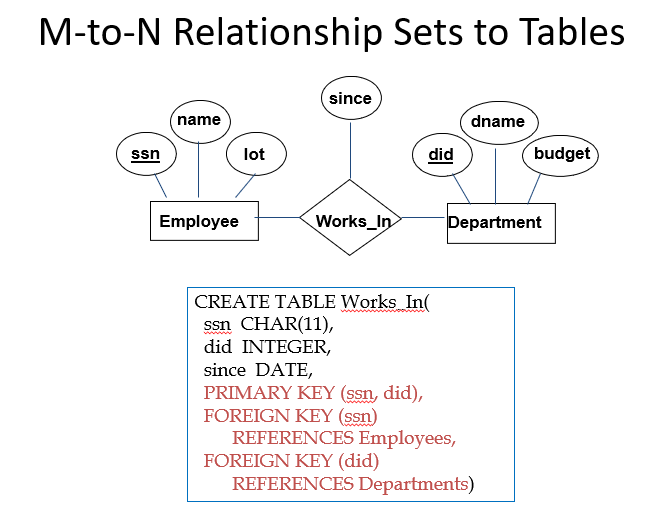 M-to-N Relationship Sets to Tables
since
name
dname
ssn
lot
did
budget
Employee
Works_In
Department
CREATE TABLE Works_In(
ssn CHAR(11),
did INTEGER,
since DATE,
PRIMARY KEY (ssn, did),
FOREIGN KEY (ssn)
REFERENCES Employees,
FOREIGN KEY (did)
REFERENCES Departments)